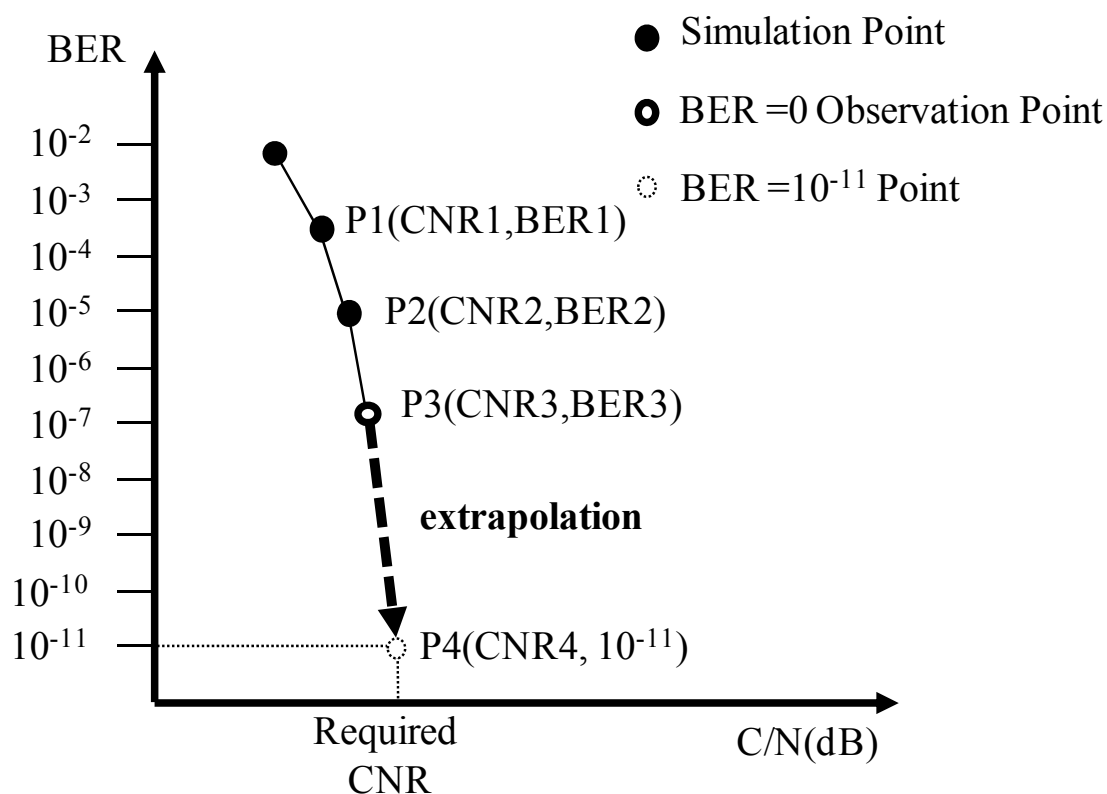 BER
Simulation Point
BER =0 Observation Point
BER =10⁻¹¹ Point
10⁻²
10⁻³
10⁻⁴
10⁻⁵
10⁻⁶
10⁻⁷
10⁻⁸
10⁻⁹
10⁻¹⁰
10⁻¹¹
P1(CNR1,BER1)
P2(CNR2,BER2)
P3(CNR3,BER3)
extrapolation
P4(CNR4, 10⁻¹¹)
Required
CNR
C/N(dB)